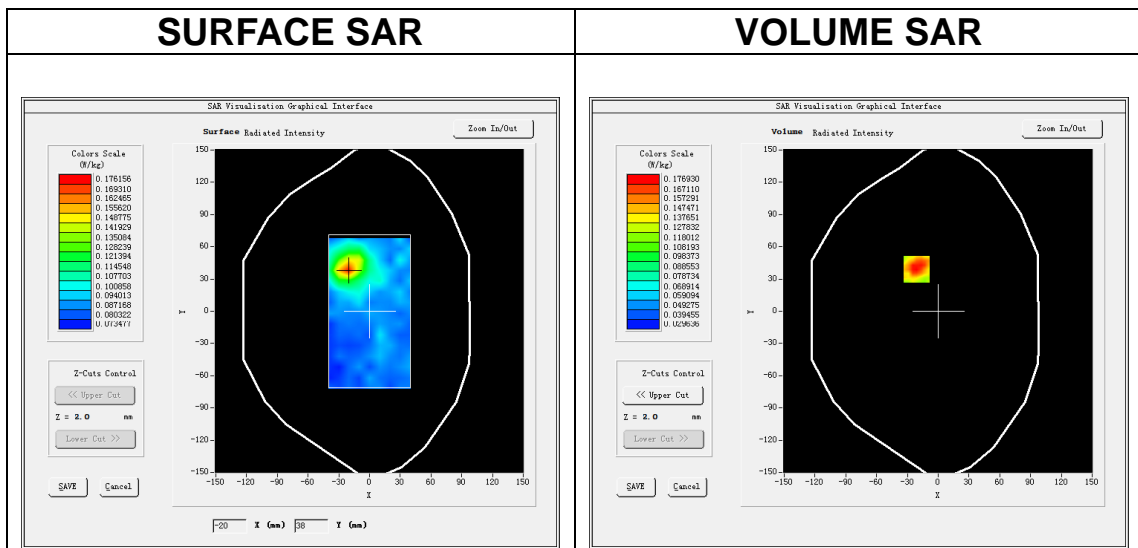 SURFACE SAR
VOLUME SAR
SAR Visualisation Graphical Interface
Surface Radiated Intensity
Zoom In/Out
Colors Scale
(W/kg)
0.176156
0.169310
0.162465
0.155620
0.148775
0.141929
0.135084
0.128239
0.121394
0.114548
0.107703
0.100858
0.094013
0.087168
0.080322
0.073477
150
120
90
60
30
0
-30
-60
-90
-120
-150
Y
-150 -120 -90 -60 -30 0 30 60 90 120 150
X
Z-Cuts Control
<< Upper Cut
Z = 2.0 mm
Lower Cut >>
SAVE Cancel
-20 X (mm) 38 Y (mm)
SAR Visualisation Graphical Interface
Volume Radiated Intensity
Zoom In/Out
Colors Scale
(W/kg)
0.176930
0.167110
0.157291
0.147471
0.137651
0.127832
0.118012
0.108193
0.098373
0.088553
0.078734
0.068914
0.059094
0.049275
0.039455
0.029636
150
120
90
60
30
0
-30
-60
-90
-120
-150
Y
-150 -120 -90 -60 -30 0 30 60 90 120 150
X
Z-Cuts Control
<< Upper Cut
Z = 2.0 mm
Lower Cut >>
SAVE Cancel